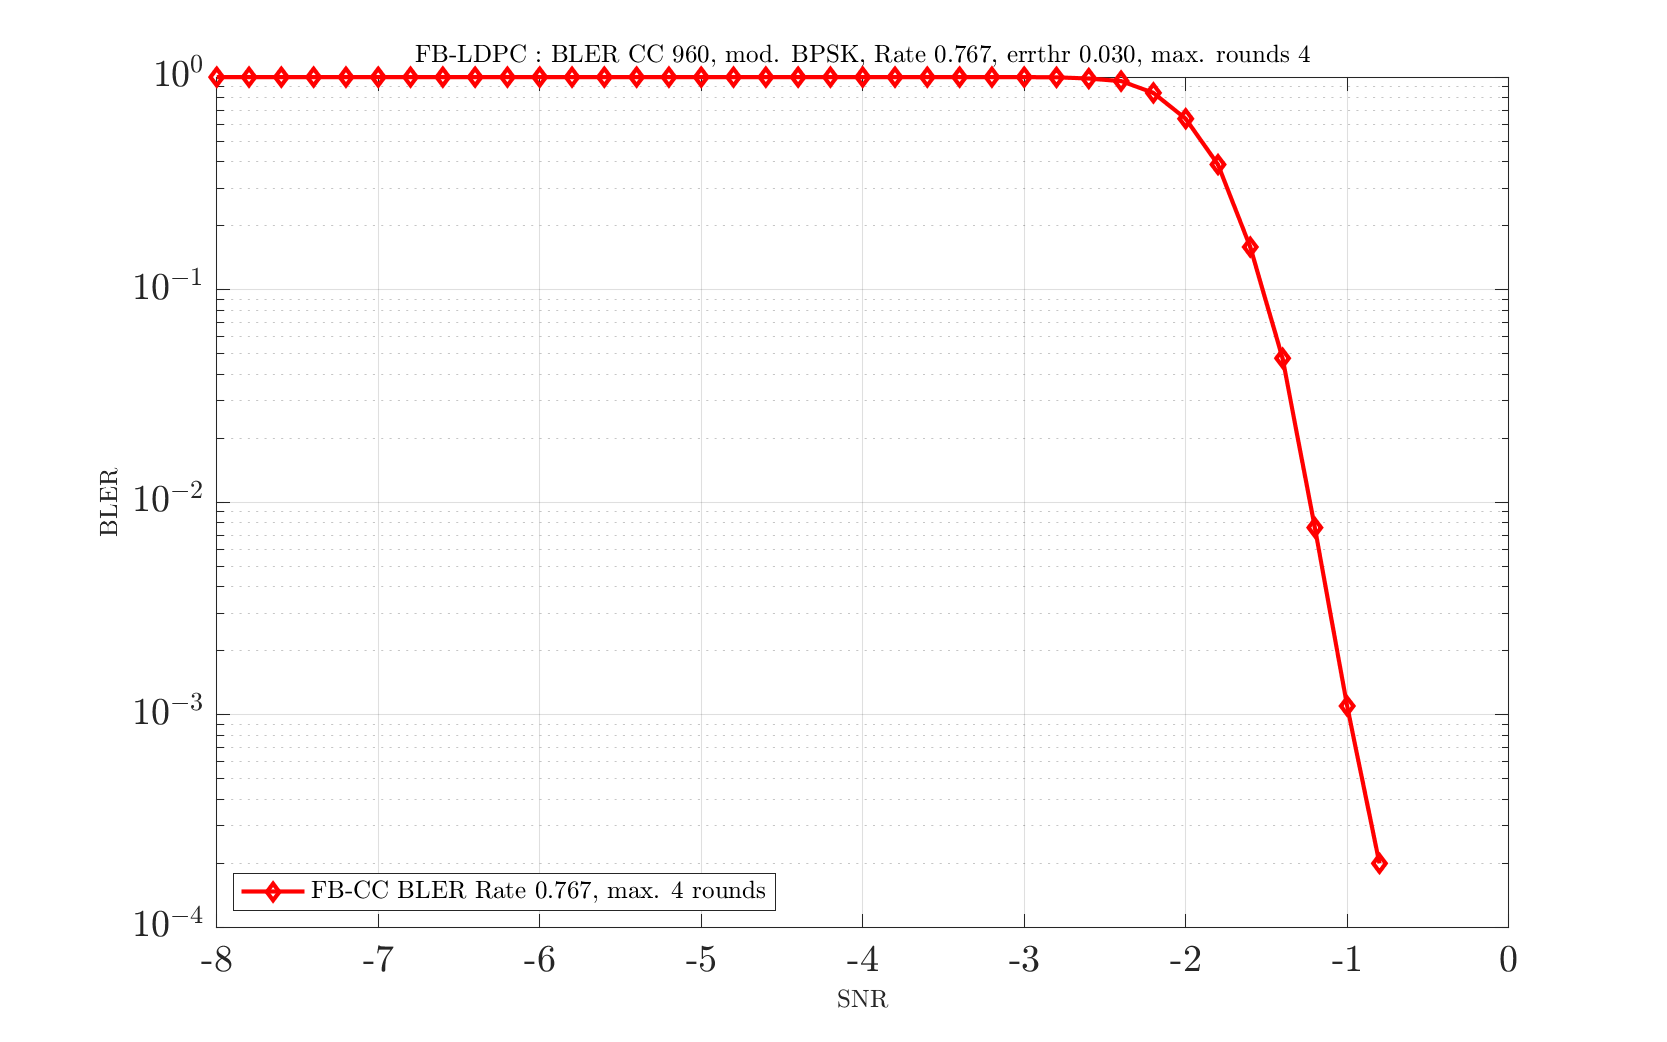 FB-LDPC : BLER CC 960, mod. BPSK, Rate 0.767, errthr 0.030, max. rounds 4
10^0
10^-1
10^-2
10^-3
10^-4
BLER
FB-CC BLER Rate 0.767, max. 4 rounds
-8 -7 -6 -5 -4 -3 -2 -1 0
SNR